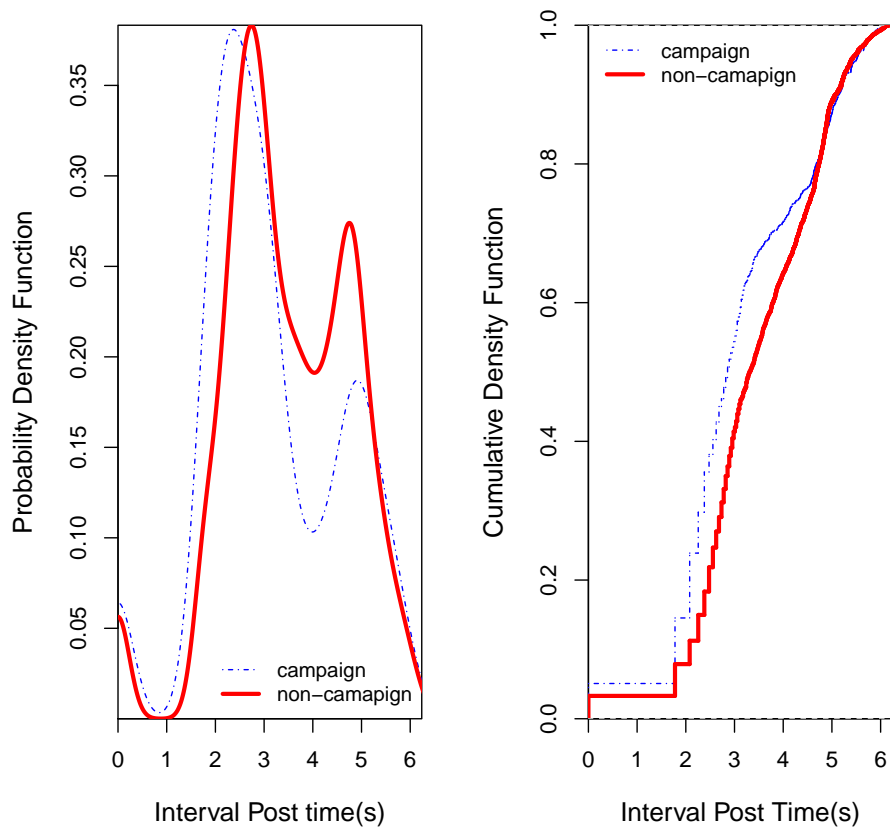 Probability Density Function
0.35
0.30
0.25
0.20
0.15
0.10
0.05
campaign
non−camapign
0 1 2 3 4 5 6
Interval Post time(s)
Cumulative Density Function
1.0
0.8
0.6
0.4
0.2
0.0
campaign
non−camapign
0 1 2 3 4 5 6
Interval Post Time(s)